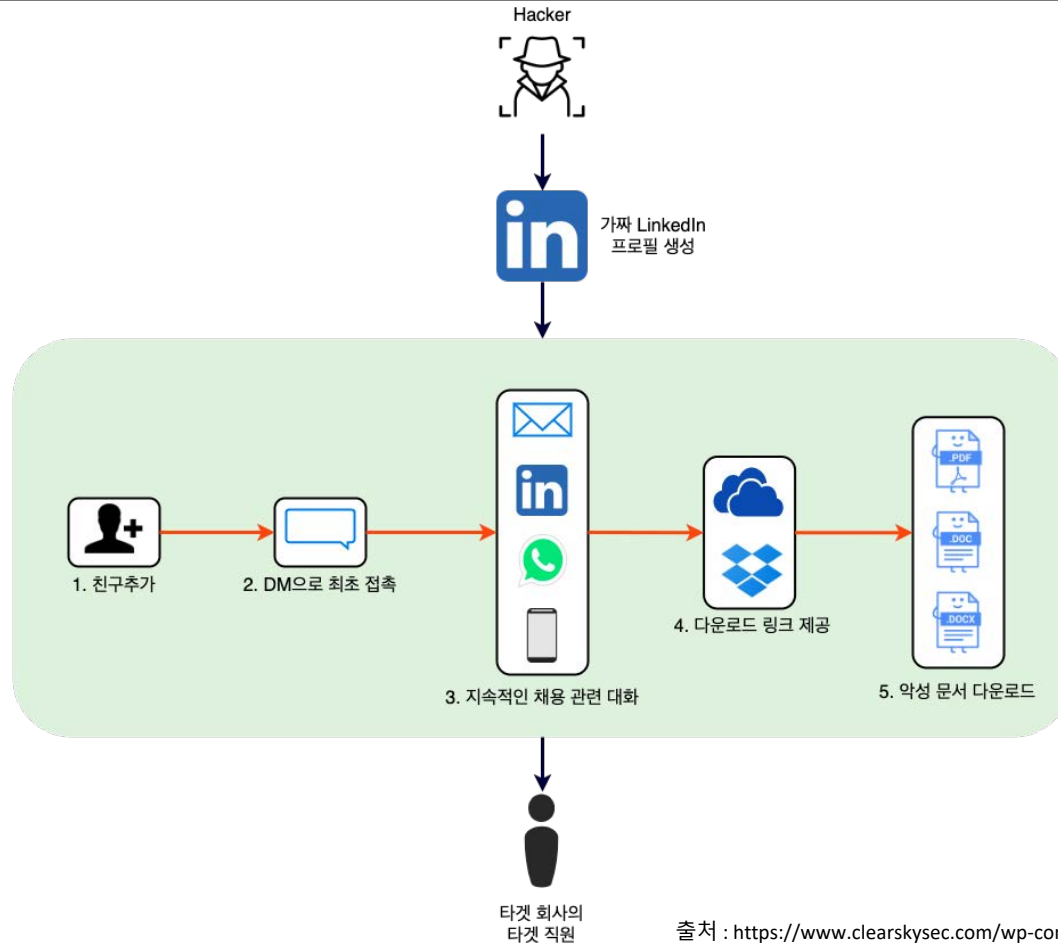 Hacker
in
가짜 LinkedIn
프로필 생성
in
.PDF
.DOC
.DOCX
1. 친구추가
2. DM으로 최초 접촉
3. 지속적인 채용 관련 대화
4. 다운로드 링크 제공
5. 악성 문서 다운로드
타겟 회사의
타겟 직원
출처 : https://www.clearskysec.com/wp-con